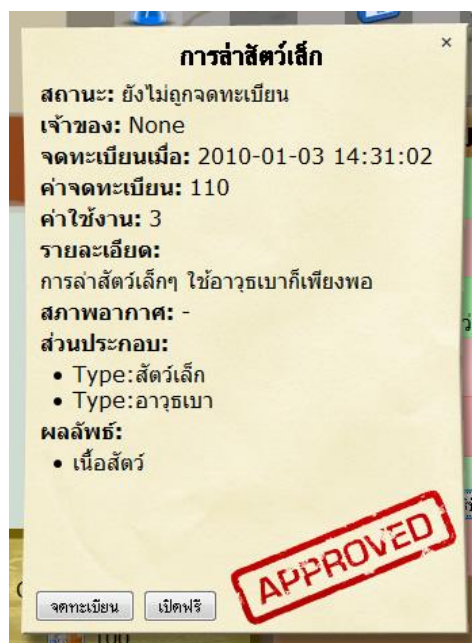 การล่าสัตว์เล็ก
×
สถานะ: ยังไม่ถูกจดทะเบียน
เจ้าของ: None
จดทะเบียนเมื่อ: 2010-01-03 14:31:02
ค่าจดทะเบียน: 110
ค่าใช้งาน: 3
รายละเอียด:
การล่าสัตว์เล็กๆ ใช้อาวุธเบาก็เพียงพอ
สภาพอากาศ: -
ส่วนประกอบ:
• Type:สัตว์เล็ก
• Type:อาวุธเบา
ผลลัพธ์:
• เนื้อสัตว์
APPROVED
จดทะเบียน เปิดฟรี
100